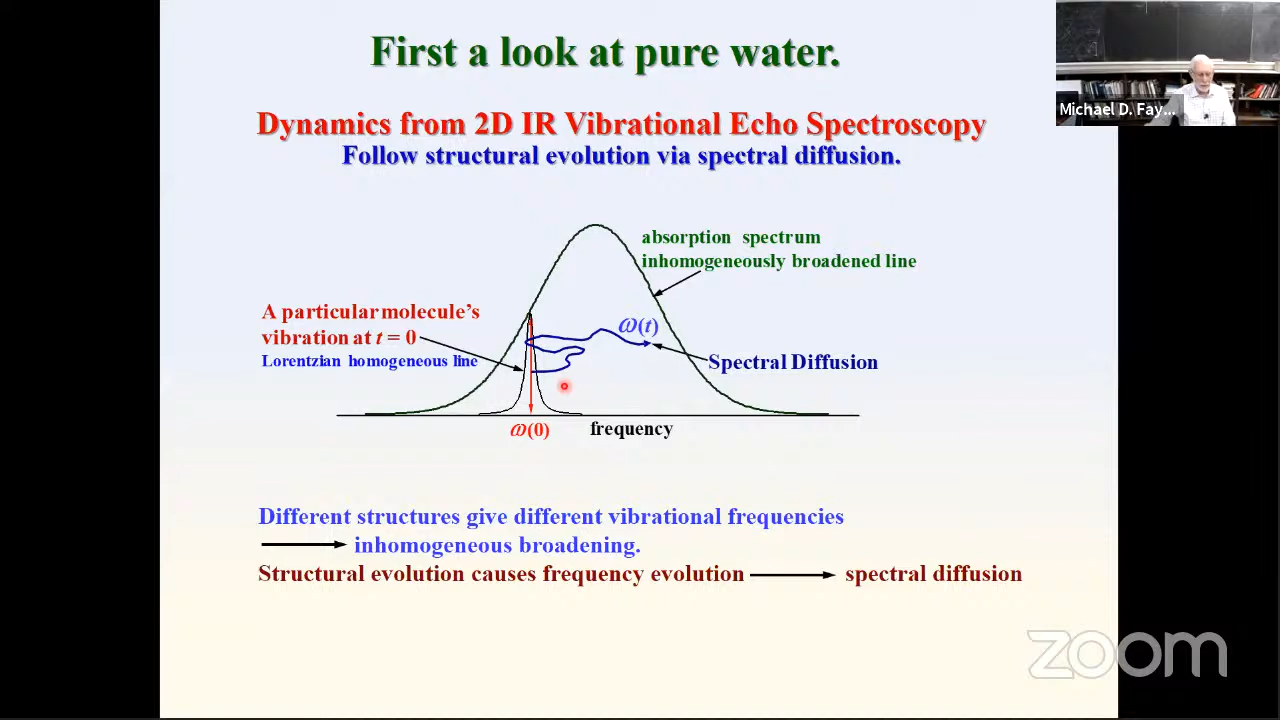 First a look at pure water.
Michael D. Fay...
Dynamics from 2D IR Vibrational Echo Spectroscopy
Follow structural evolution via spectral diffusion.
absorption spectrum
inhomogeneously broadened line
A particular molecule's
vibration at t = 0
Lorentzian homogeneous line
ω(t)
Spectral Diffusion
ω(0)
frequency
Different structures give different vibrational frequencies
inhomogeneous broadening.
Structural evolution causes frequency evolution → spectral diffusion
zoom